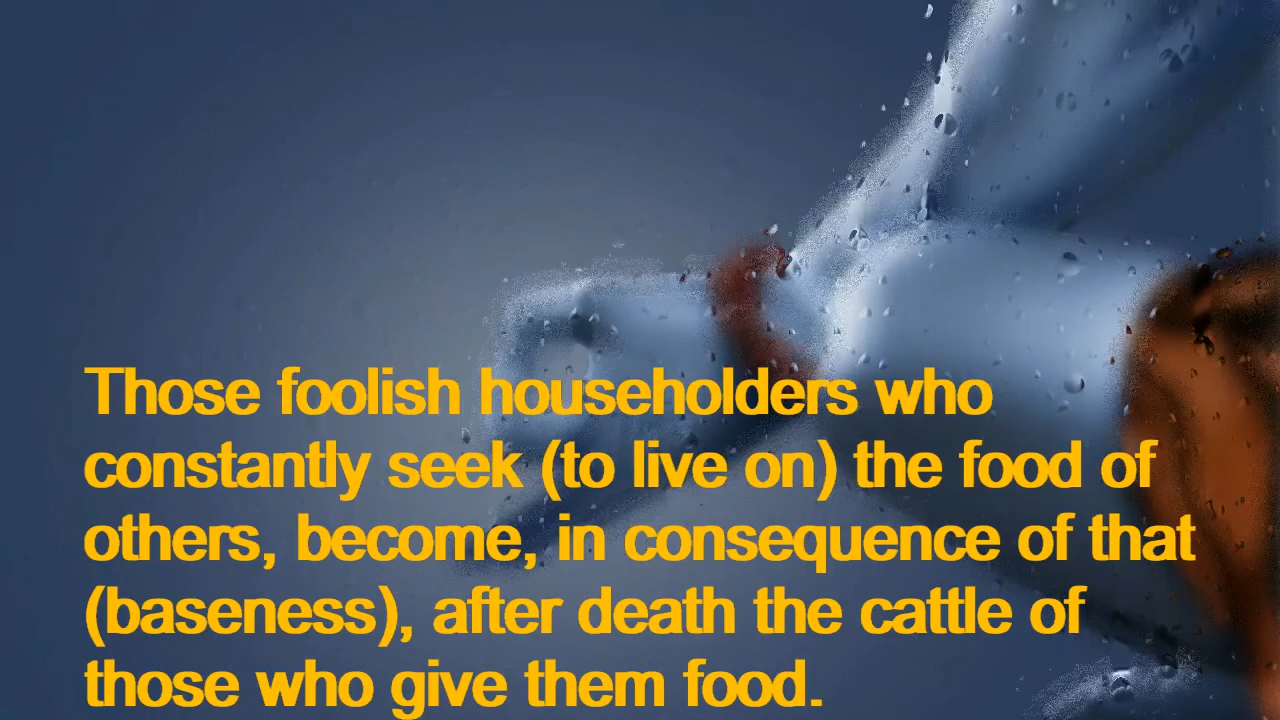 Those foolish householders who
constantly seek (to live on) the food of
others, become, in consequence of that
(baseness), after death the cattle of
those who give them food.